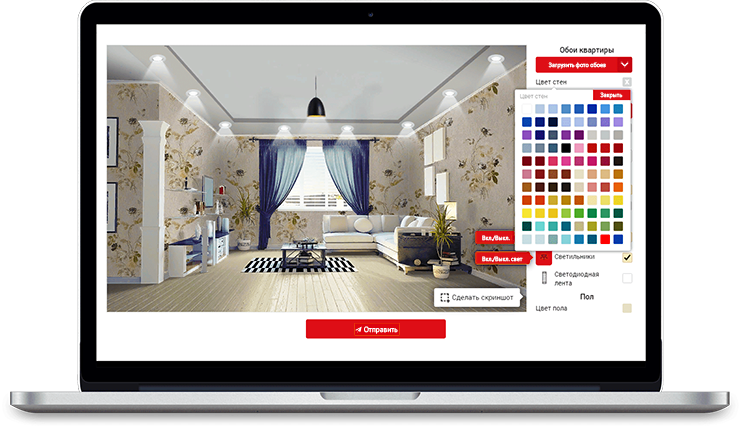 Обои квартиры
Загрузить фото обоев
Цвет стен
Цвет стен
Закрыть
Вкл./Выкл.
Вкл./Выкл. свет
Светильники
Светодиодная
лента
Сделать скриншот
Пол
Цвет пола
Отправить